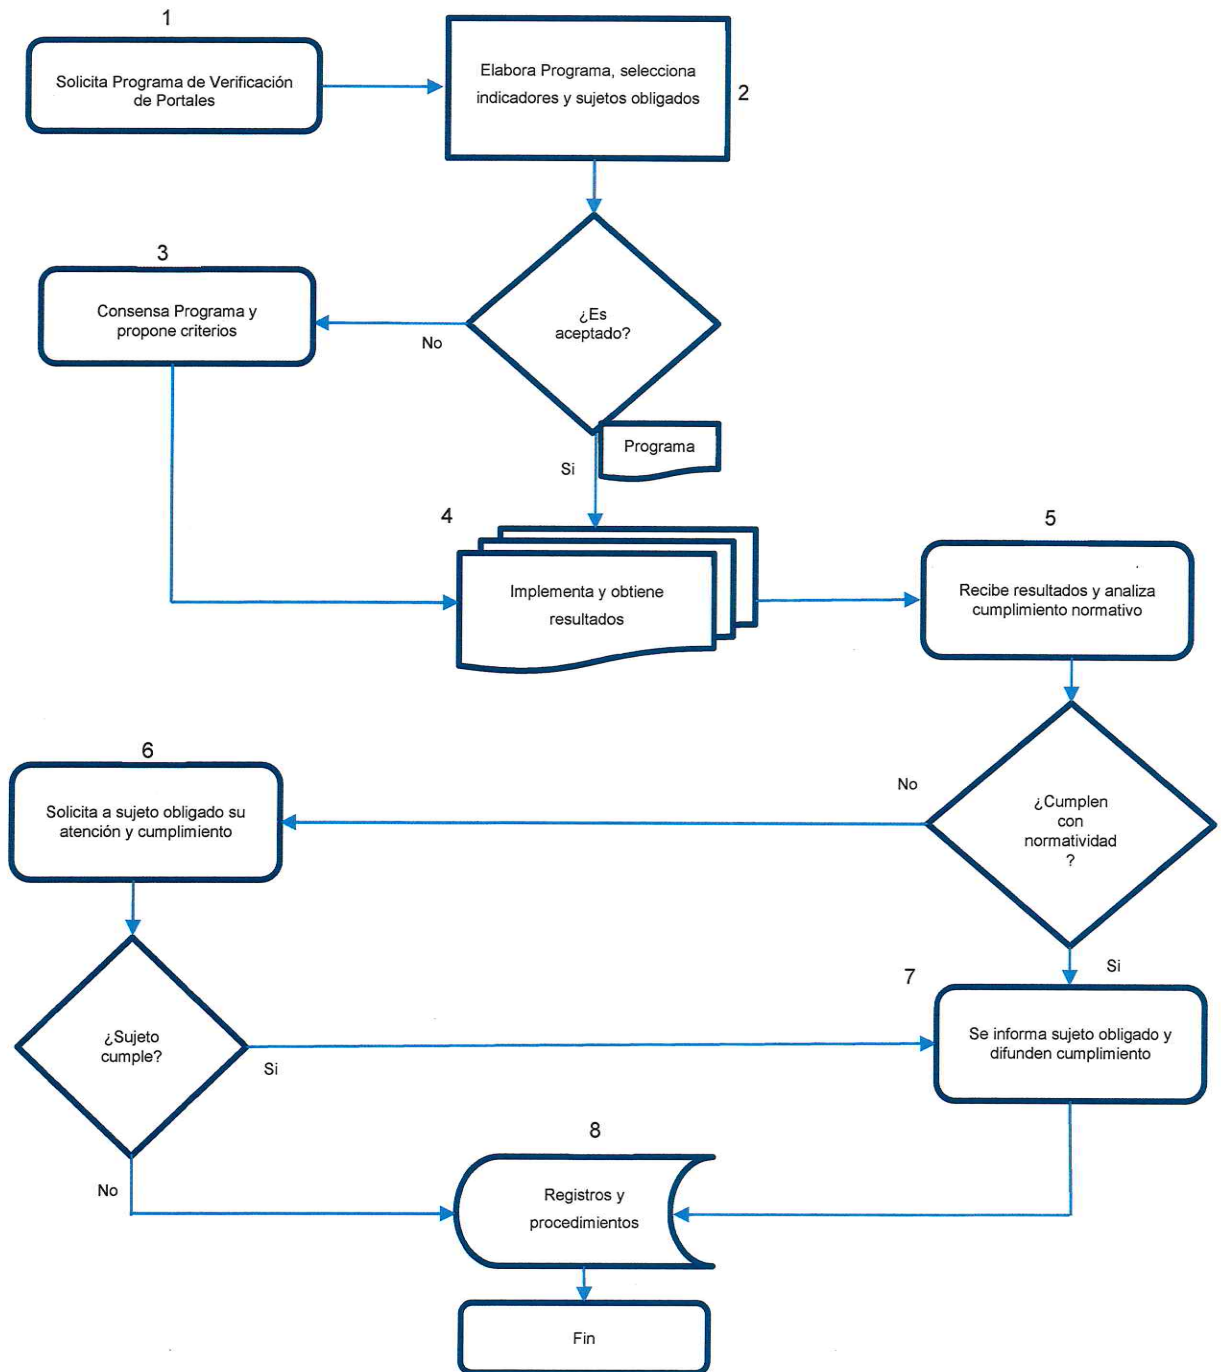 1
Solicita Programa de Verificación
de Portales
Elabora Programa, selecciona
indicadores y sujetos obligados
2
3
Consensa Programa y
propone criterios
¿Es
aceptado?
No
Programa
Si
4
Implementa y obtiene
resultados
5
Recibe resultados y analiza
cumplimiento normativo
6
Solicita a sujeto obligado su
atención y cumplimiento
No
¿Cumplen
con
normatividad
?
Si
7
¿Sujeto
cumple?
Si
Se informa sujeto obligado y
difunden cumplimiento
No
8
Registros y
procedimientos
Fin